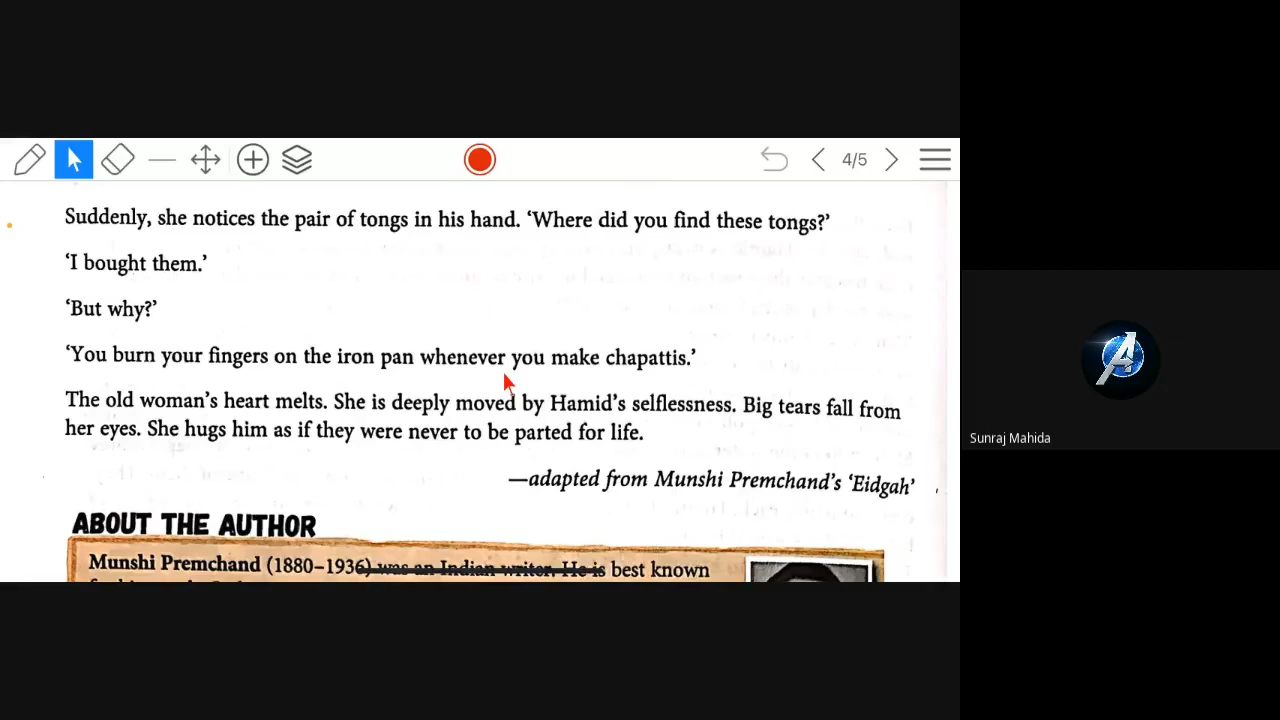 4/5
Suddenly, she notices the pair of tongs in his hand. ‘Where did you find these tongs?’
‘I bought them.’
‘But why?’
‘You burn your fingers on the iron pan whenever you make chapattis.’
The old woman’s heart melts. She is deeply moved by Hamid’s selflessness. Big tears fall from
her eyes. She hugs him as if they were never to be parted for life.
—adapted from Munshi Premchand’s ‘Eidgah’
ABOUT THE AUTHOR
Munshi Premchand (1880–1936) was an Indian writer. He is best known
Sunraj Mahida